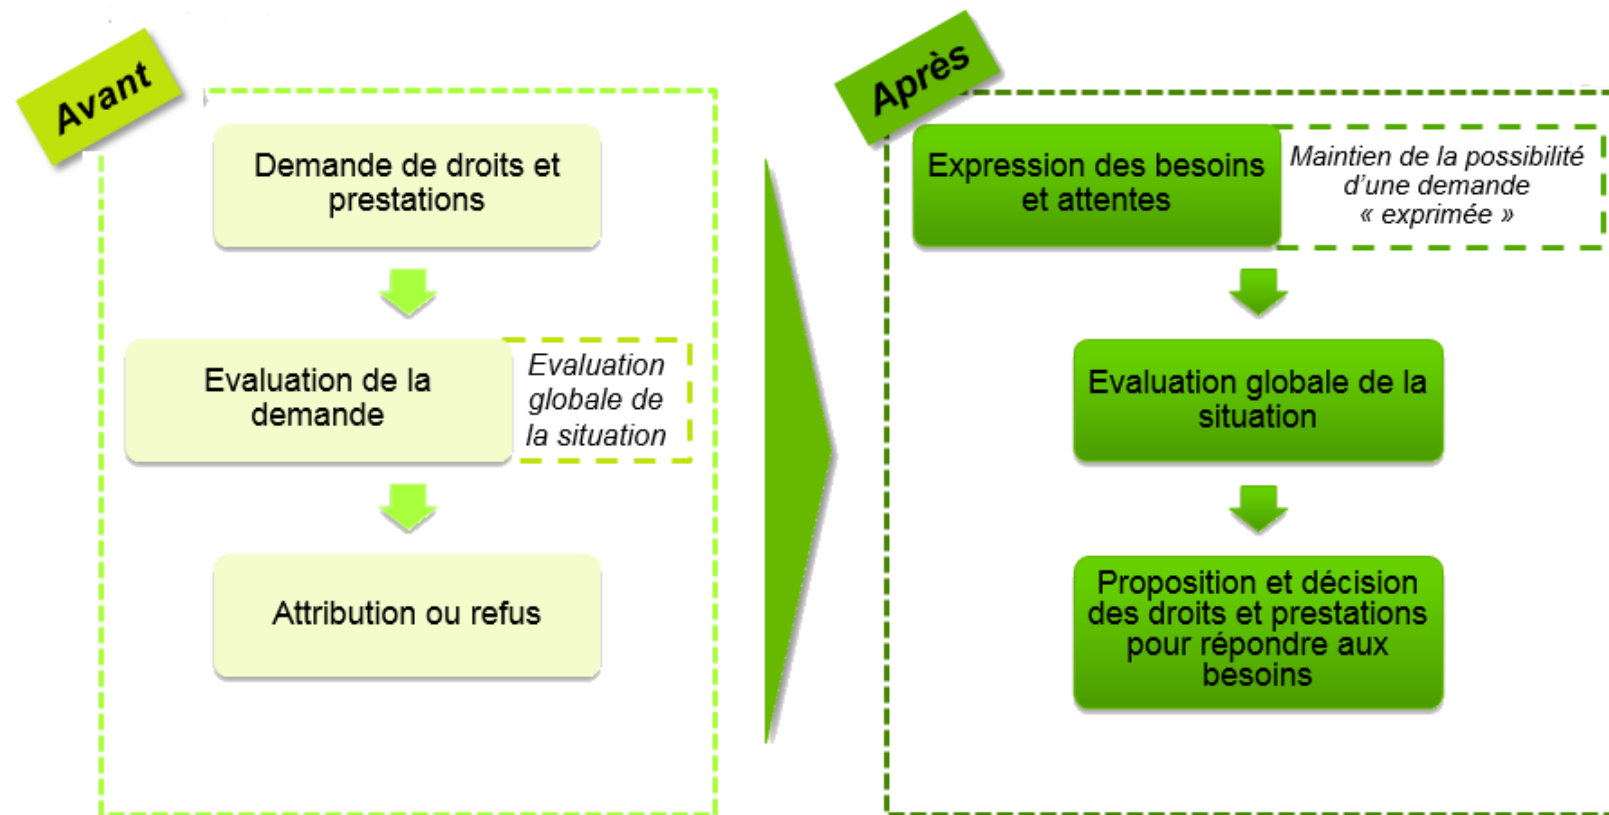 Avant
Demande de droits et
prestations
Evaluation de la
demande
Evaluation
globale de
la situation
Attribution ou refus
Après
Expression des besoins
et attentes
Maintien de la possibilité
d'une demande
« exprimée »
Evaluation globale de la
situation
Proposition et décision
des droits et prestations
pour répondre aux
besoins